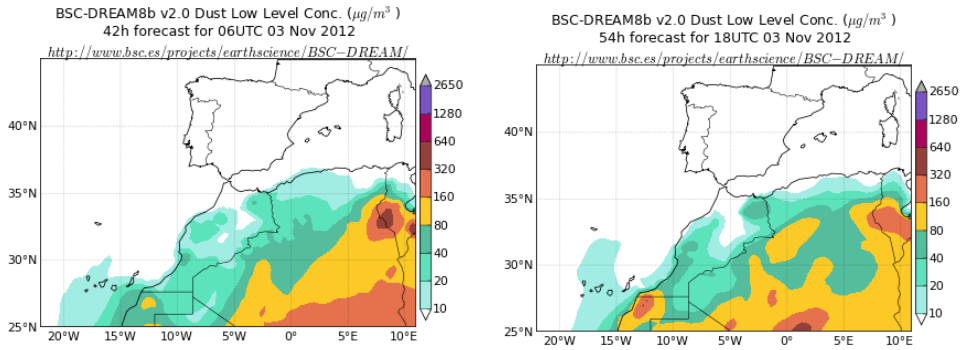 BSC-DREAM8b v2.0 Dust Low Level Conc. (μg/m³ )
42h forecast for 06UTC 03 Nov 2012
http://www.bsc.es/projects/earthscience/BSC−DREAM/
2650
1280
640
320
160
80
40
20
10
40°N
35°N
30°N
25°N
20°W 15°W 10°W 5°W 0°E 5°E 10°E
BSC-DREAM8b v2.0 Dust Low Level Conc. (μg/m³ )
54h forecast for 18UTC 03 Nov 2012
http://www.bsc.es/projects/earthscience/BSC−DREAM/
2650
1280
640
320
160
80
40
20
10
40°N
35°N
30°N
25°N
20°W 15°W 10°W 5°W 0°E 5°E 10°E